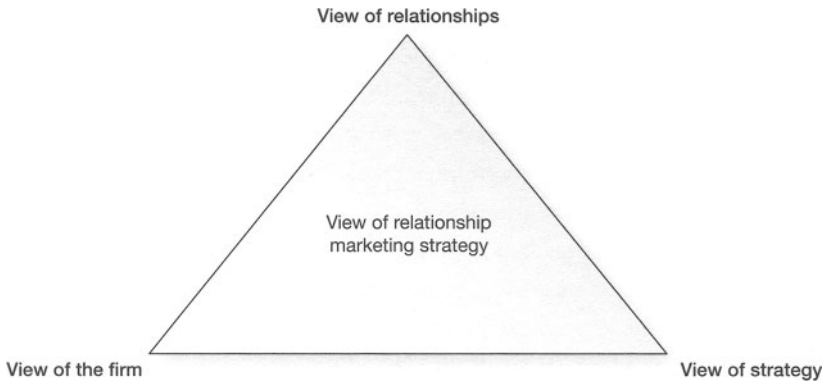 View of relationships
View of relationship
marketing strategy
View of the firm
View of strategy